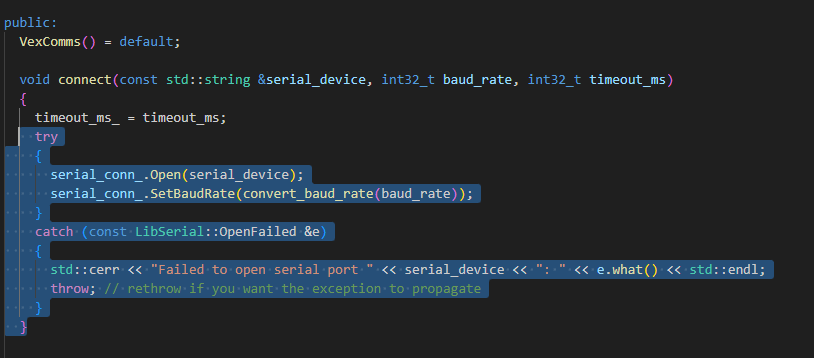 public:
VexComms() = default;
void connect(const std::string &serial_device, int32_t baud_rate, int32_t timeout_ms)
{
timeout_ms_ = timeout_ms;
try
{
serial_conn_.Open(serial_device);
serial_conn_.SetBaudRate(convert_baud_rate(baud_rate));
}
catch (const LibSerial::OpenFailed &e)
{
std::cerr << "Failed to open serial port " << serial_device << ": " << e.what() << std::endl;
throw; // rethrow if you want the exception to propagate
}
}